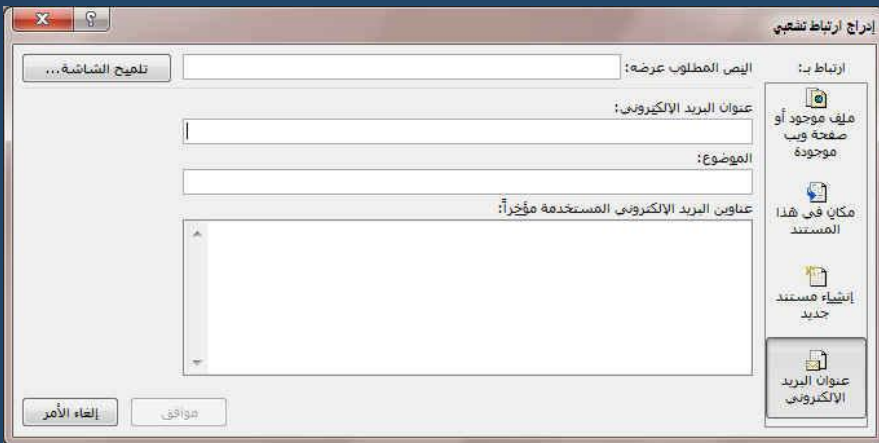 إدراج ارتباط تشعبي
ارتباط بـ:
النص المطلوب عرضه:
تلميح الشاشة...
ملف موجود أو
صفحة ويب
موجودة
مكان في هذا
المستند
إنشاء مستند
جديد
عنوان البريد
الإلكتروني
عنوان البريد الإلكتروني:
الموضوع:
عناوين البريد الإلكتروني المستخدمة مؤخراً:
موافق
إلغاء الأمر